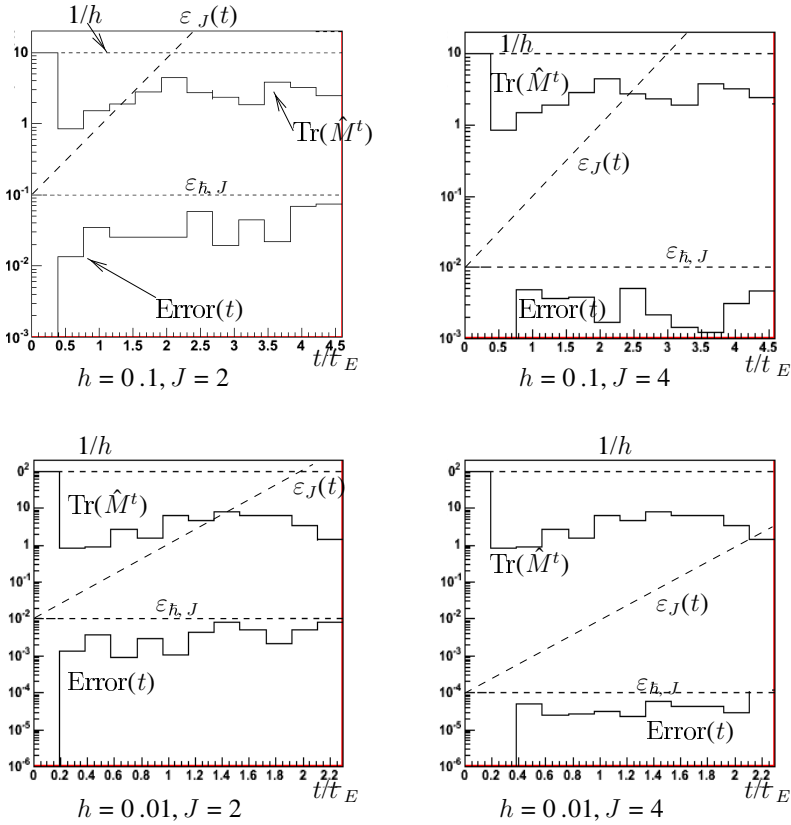 1/h
ε_J(t)
10
1
10^-1
10^-2
10^-3
Tr(M̂^t)
ε_ħ, J
Error(t)
0 0.5 1 1.5 2 2.5 3 3.5 4 4.5
t/t_E
h = 0 .1, J = 2
1/h
10
1
10^-1
10^-2
10^-3
Tr(M̂^t)
ε_J(t)
ε_ħ, J
Error(t)
0 0.5 1 1.5 2 2.5 3 3.5 4 4.5
t/t_E
h = 0 .1, J = 4
1/h
0^2
10
1
10^-1
10^-2
10^-3
10^-4
10^-5
10^-6
Tr(M̂^t)
ε_J(t)
ε_ħ, J
Error(t)
0 0.2 0.4 0.6 0.8 1 1.2 1.4 1.6 1.8 2 2.2
t/t_E
h = 0 .01, J = 2
1/h
0^2
10
1
10^-1
10^-2
10^-3
10^-4
10^-5
10^-6
Tr(M̂^t)
ε_J(t)
ε_ħ, J
Error(t)
0 0.2 0.4 0.6 0.8 1 1.2 1.4 1.6 1.8 2 2.2
t/t_E
h = 0 .01, J = 4